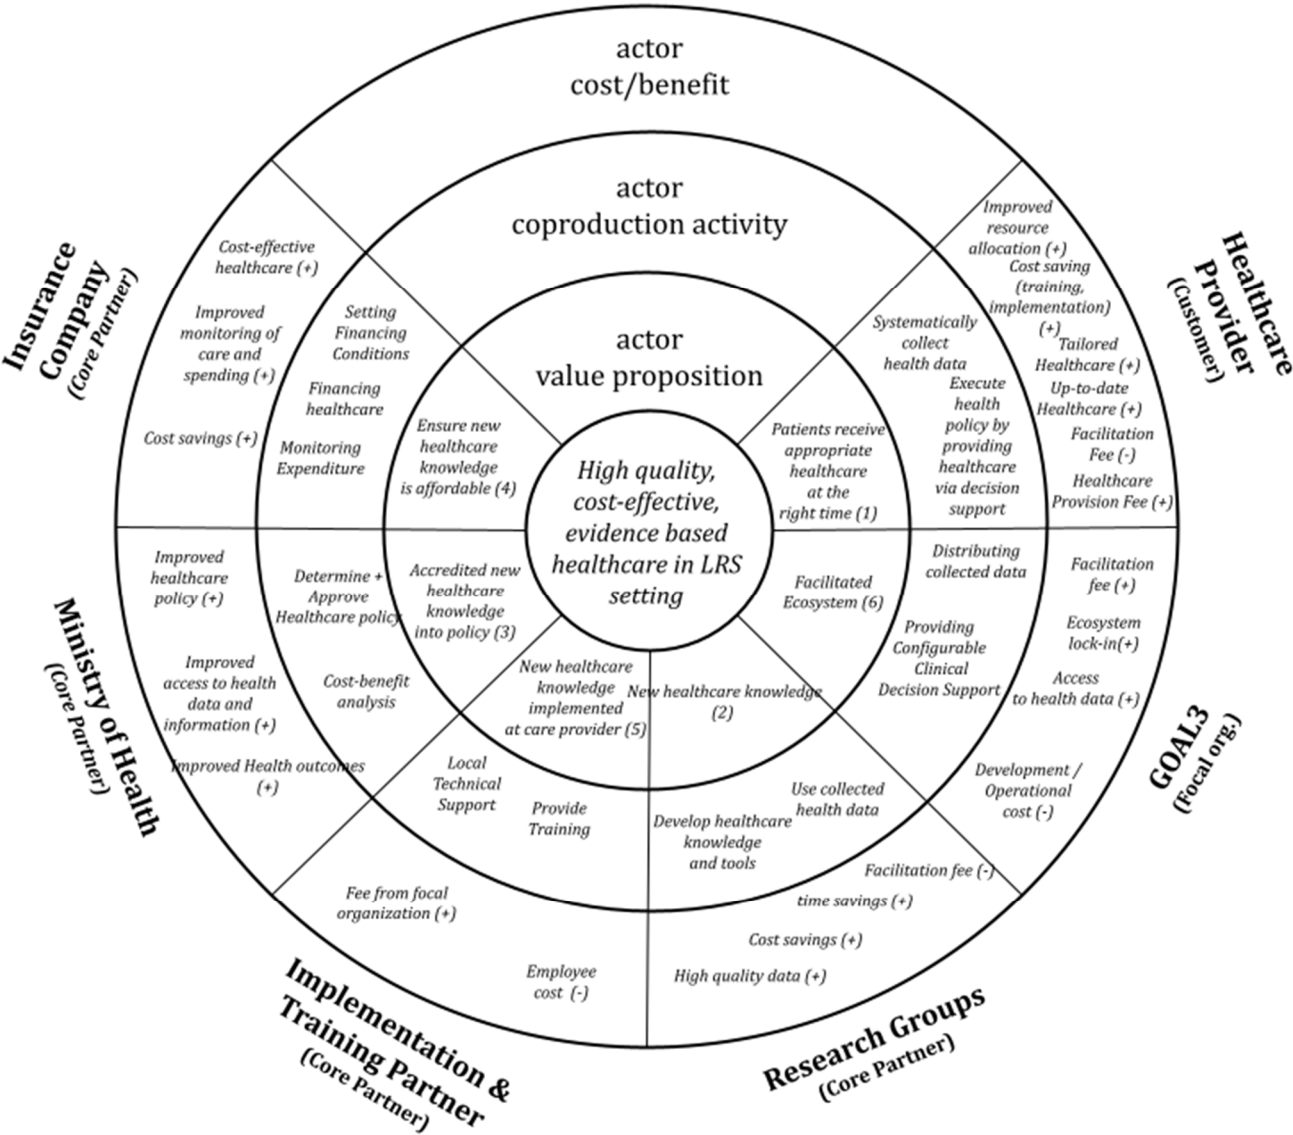 actor
cost/benefit
actor
coproduction activity
actor
value proposition
High quality,
cost-effective,
evidence based
healthcare in LRS
setting
Healthcare
Provider
(Customer)
Improved
resource
allocation (+)
Cost saving
(training,
implementation)
(+)
Tailored
Healthcare (+)
Up-to-date
Healthcare (+)
Facilitation
Fee (-)
Healthcare
Provision Fee (+)
Systematically
collect
health data
Execute
health
policy by
providing
healthcare
via decision
support
Patients receive
appropriate
healthcare
at the
right time (1)
GOAL3
(Focal org.)
Facilitation
fee (+)
Ecosystem
lock-in(+)
Access
to health data (+)
Development /
Operational
cost (-)
Distributing
collected data
Providing
Configurable
Clinical
Decision Support
Facilitated
Ecosystem (6)
Research Groups
(Core Partner)
Facilitation fee (-)
time savings (+)
Cost savings (+)
High quality data (+)
Use collected
health data
Develop healthcare
knowledge
and tools
New healthcare knowledge
(2)
Implementation &
Training Partner
(Core Partner)
Fee from focal
organization (+)
Employee
cost (-)
Local
Technical
Support
Provide
Training
New healthcare
knowledge
implemented
at care provider (5)
Ministry of Health
(Core Partner)
Improved
healthcare
policy (+)
Improved
access to health
data and
information (+)
Improved Health outcomes
(+)
Determine +
Approve
Healthcare policy
Cost-benefit
analysis
Accredited new
healthcare
knowledge
into policy (3)
Insurance
Company
(Core Partner)
Cost-effective
healthcare (+)
Improved
monitoring of
care and
spending (+)
Cost savings (+)
Setting
Financing
Conditions
Financing
healthcare
Monitoring
Expenditure
Ensure new
healthcare
knowledge
is affordable (4)